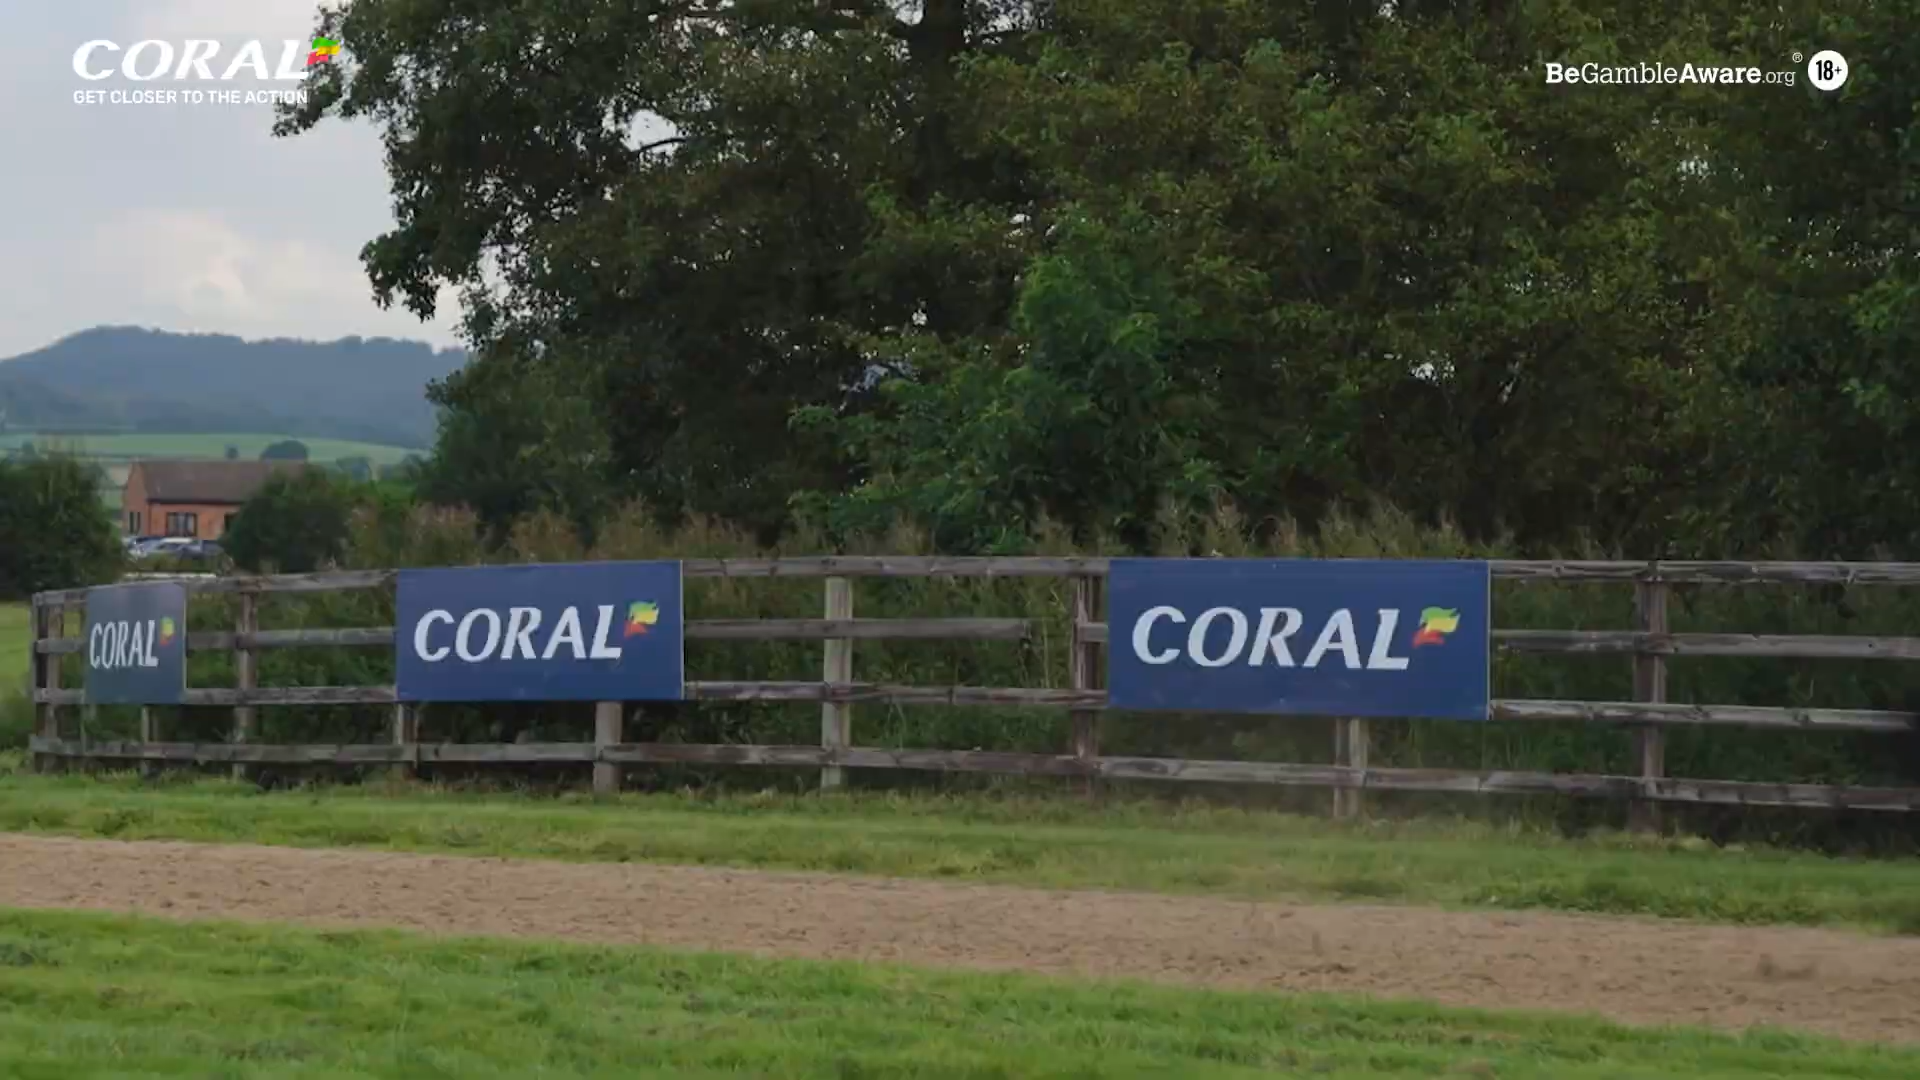 CORAL
GET CLOSER TO THE ACTION
BeGambleAware.org® 18+
CORAL
CORAL
CORAL